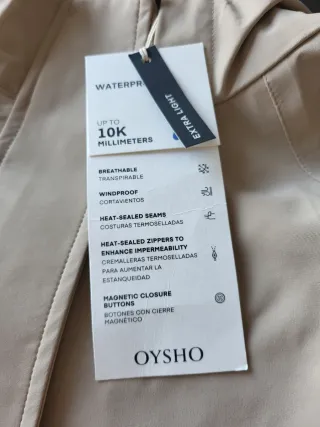 UP TO
10K
MILLIMETERS
EXTRA LIGHT
BREATHABLE
TRANSPIRABLE
WINDPROOF
CORTAVIENTOS
HEAT-SEALED SEAMS
COSTURAS TERMOSELLADAS
HEAT-SEALED ZIPPERS TO
ENHANCE IMPERMEABILITY
CREMALLERAS TERMOSELLADAS
PARA AUMENTAR LA
ESTANQUEIDAD
MAGNETIC CLOSURE
BUTTONS
BOTONES CON CIERRE
MAGNÉTICO
OYSHO